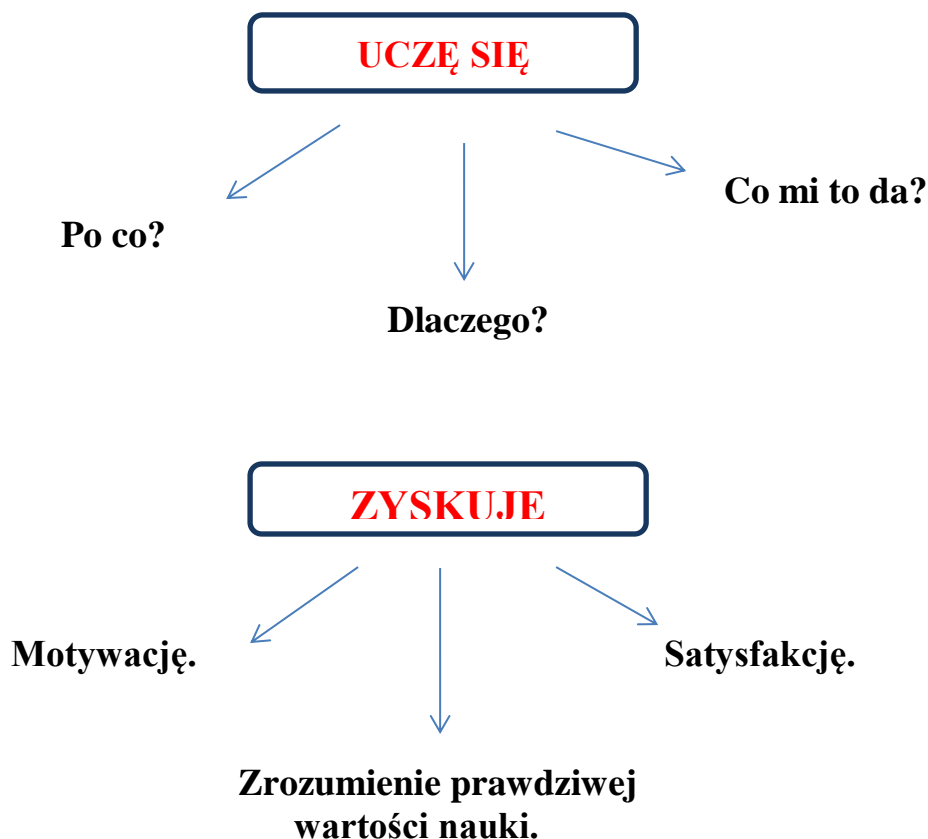 UCZĘ SIĘ
Co mi to da?
Po co?
Dlaczego?
ZYSKUJE
Motywację.
Satysfakcję.
Zrozumienie prawdziwej
wartości nauki.